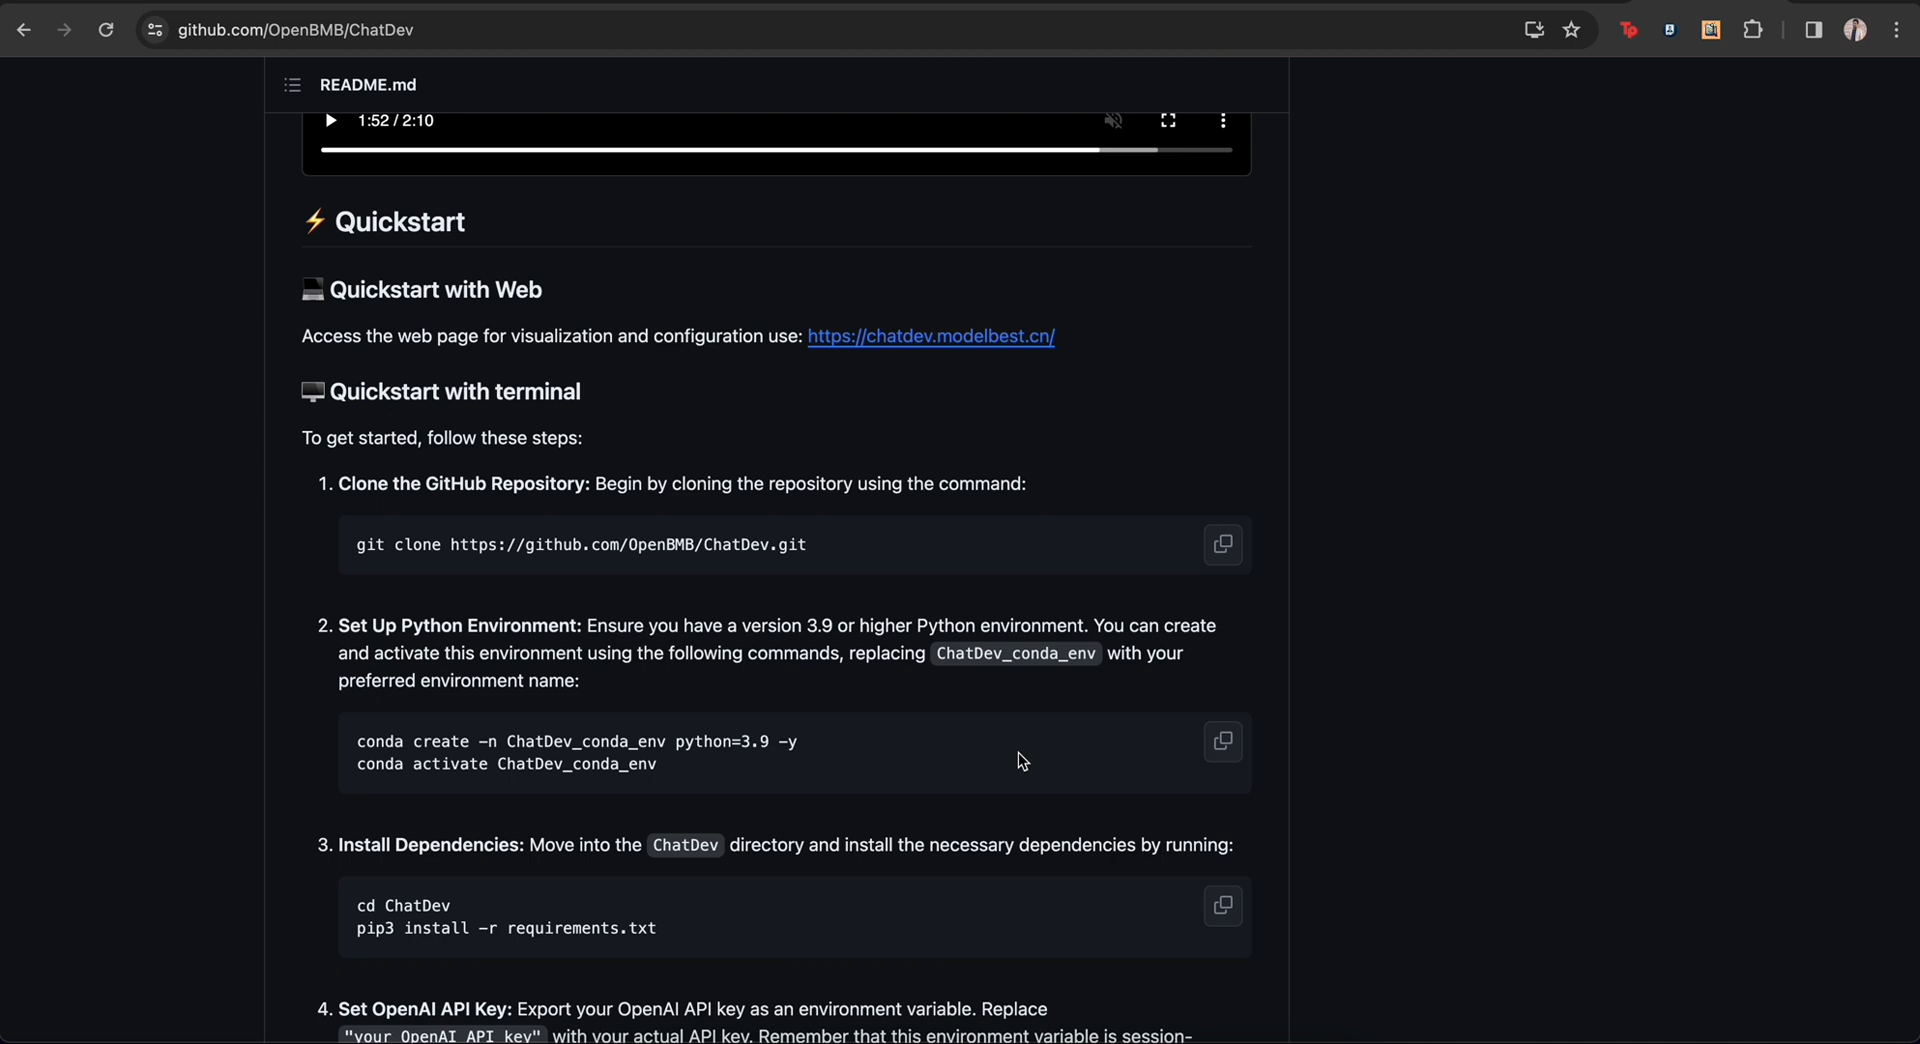 github.com/OpenBMB/ChatDev
README.md
1:52 / 2:10
⚡ Quickstart
💻 Quickstart with Web
Access the web page for visualization and configuration use: https://chatdev.modelbest.cn/
🖥️ Quickstart with terminal
To get started, follow these steps:
1. Clone the GitHub Repository: Begin by cloning the repository using the command:
git clone https://github.com/OpenBMB/ChatDev.git
2. Set Up Python Environment: Ensure you have a version 3.9 or higher Python environment. You can create
and activate this environment using the following commands, replacing ChatDev_conda_env with your
preferred environment name:
conda create -n ChatDev_conda_env python=3.9 -y
conda activate ChatDev_conda_env
3. Install Dependencies: Move into the ChatDev directory and install the necessary dependencies by running:
cd ChatDev
pip3 install -r requirements.txt
4. Set OpenAI API Key: Export your OpenAI API key as an environment variable. Replace
"your_OpenAI_API_key" with your actual API key. Remember that this environment variable is session-